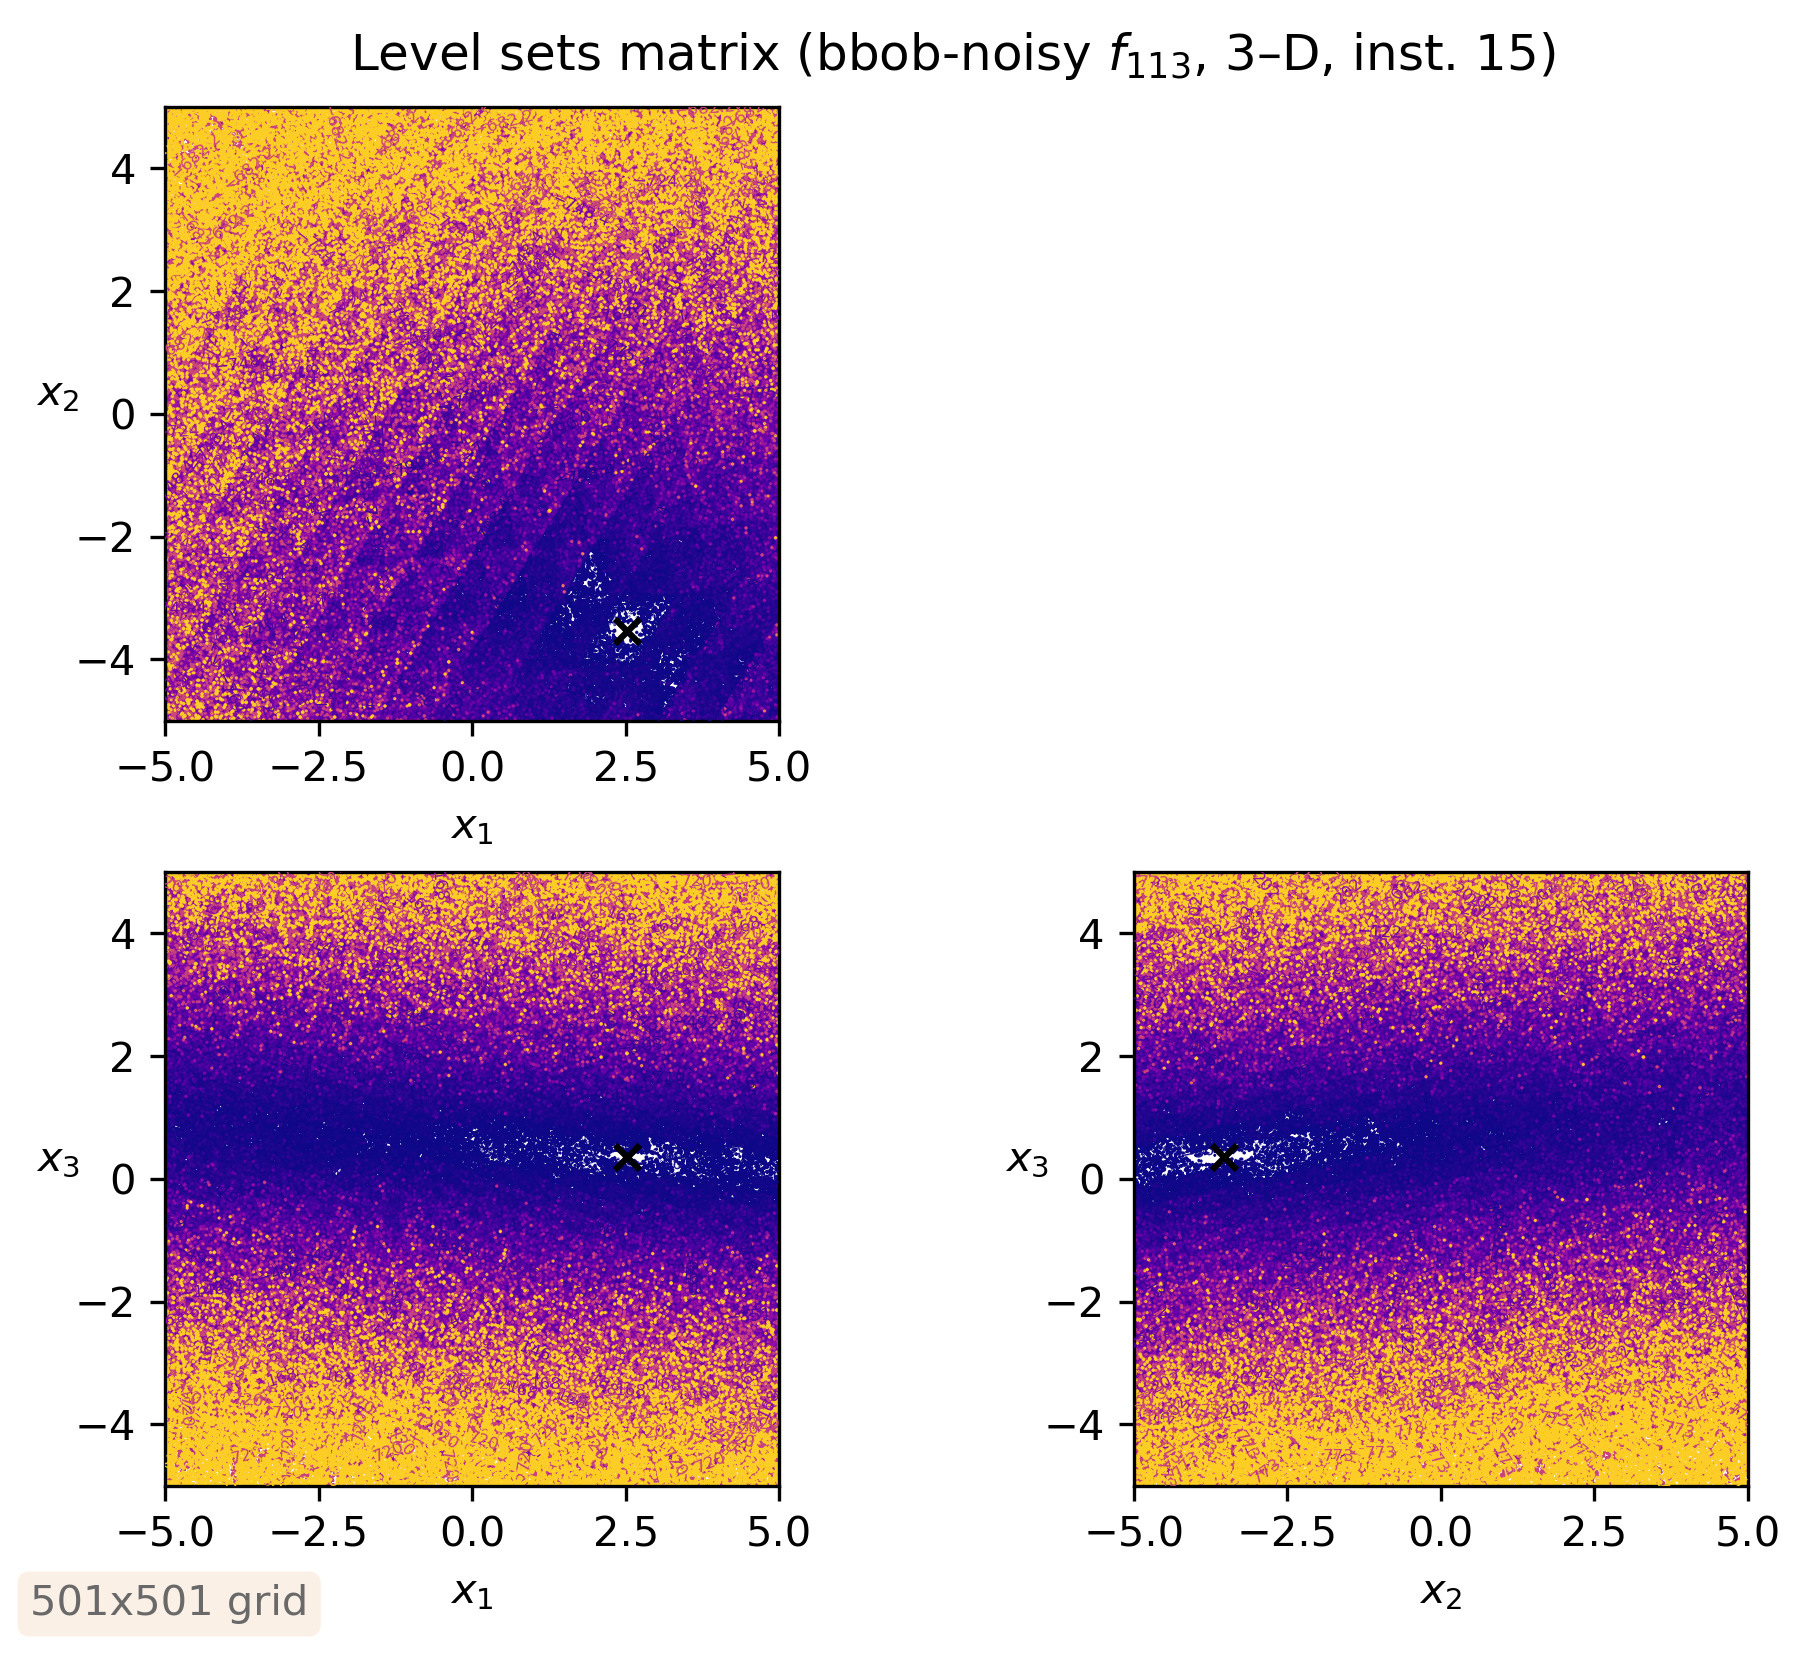 Level sets matrix (bbob-noisy f113, 3–D, inst. 15)
4
2
x2
0
−2
−4
−5.0 −2.5 0.0 2.5 5.0
x1
4 4
2 2
x3 x3
0 0
−2 −2
−4 −4
−5.0 −2.5 0.0 2.5 5.0 −5.0 −2.5 0.0 2.5 5.0
x1 x2
501x501 grid